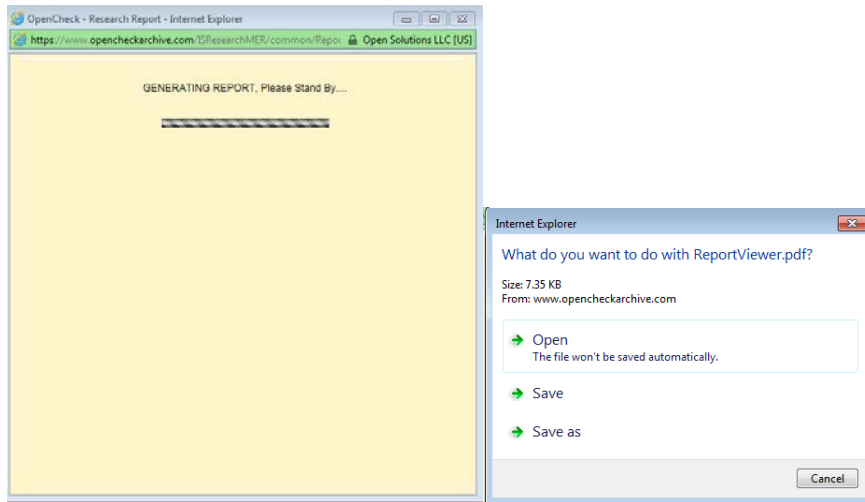 OpenCheck - Research Report - Internet Explorer
https://www.opencheckarchive.com/ISResearchMER/common/Repor Open Solutions LLC [US]
GENERATING REPORT, Please Stand By....
Internet Explorer
What do you want to do with ReportViewer.pdf?
Size: 7.35 KB
From: www.opencheckarchive.com
Open
The file won't be saved automatically.
Save
Save as
Cancel